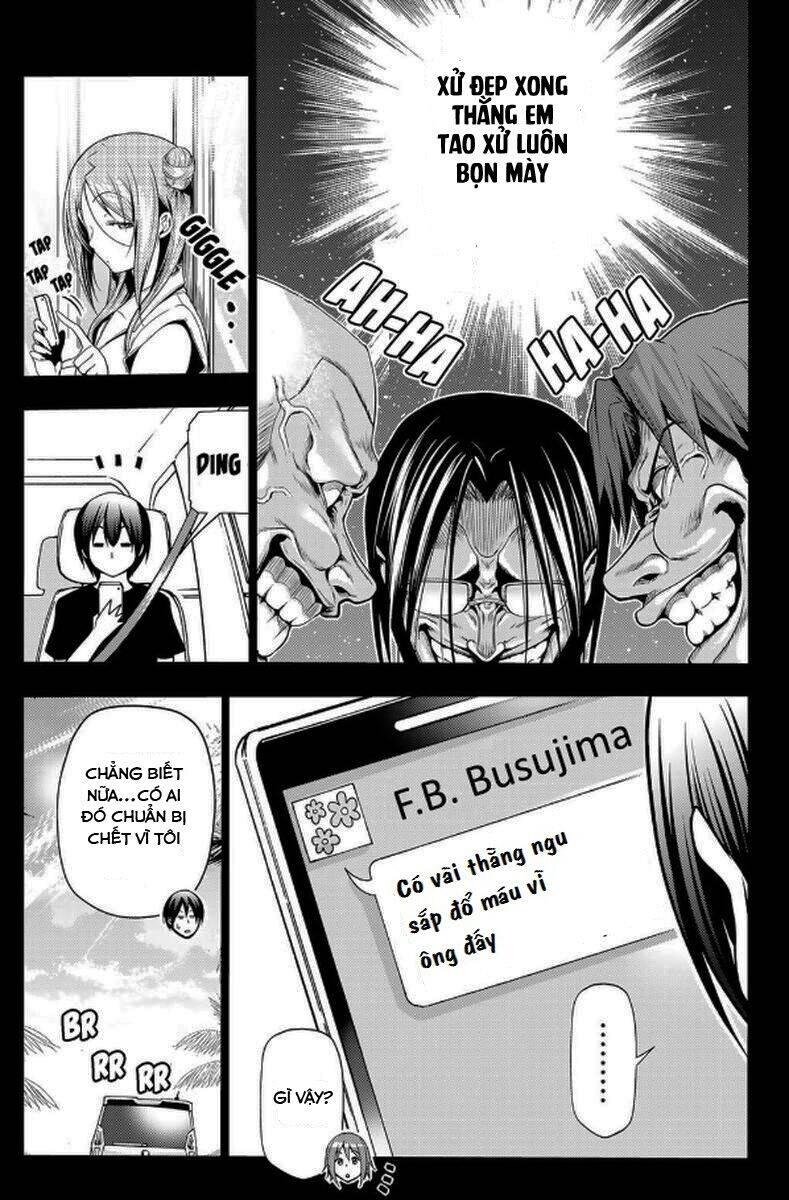 XỬ ĐẸP XONG
THẰNG EM
TAO XỬ LUÔN
BỌN MÀY
AH-HA
HA-HA
GIGGLE...
TAP
TAP
TAP
DING
F.B. Busujima
Có vài thằng ngu
sắp đổ máu vì
ông đấy
.........
GÌ VẬY?
CHẲNG BIẾT
NỮA...CÓ AI
ĐÓ CHUẨN BỊ
CHẾT VÌ TÔI
BR
RR
RR